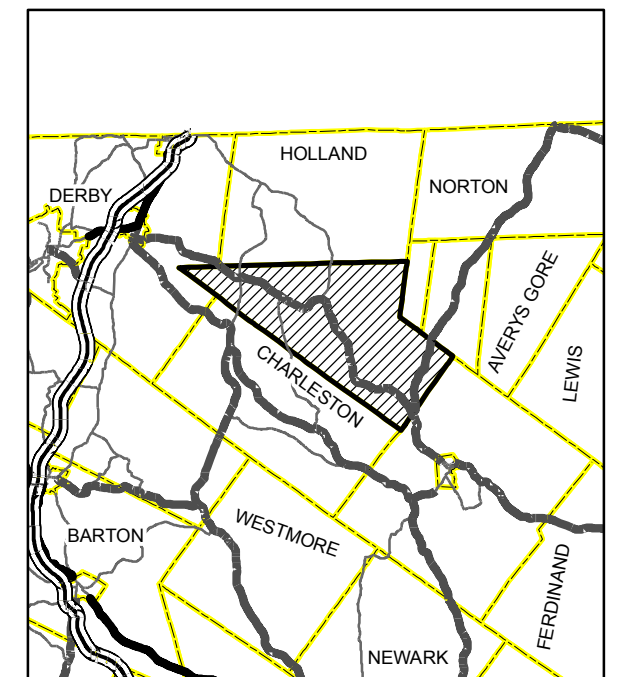 HOLLAND
DERBY
NORTON
AVERYS GORE
LEWIS
CHARLESTON
WESTMORE
BARTON
FERDINAND
NEWARK